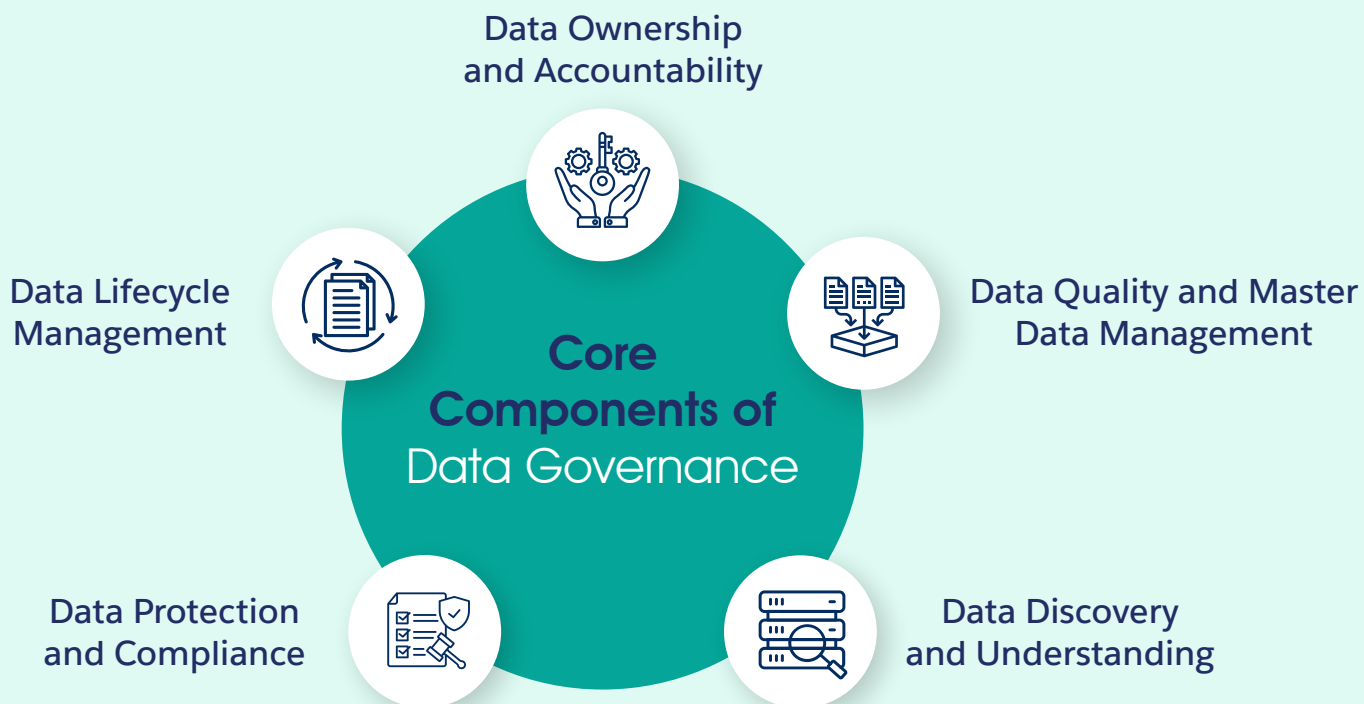 Data Ownership
and Accountability
Data Lifecycle
Management
Data Quality and Master
Data Management
Core
Components of
Data Governance
Data Protection
and Compliance
Data Discovery
and Understanding